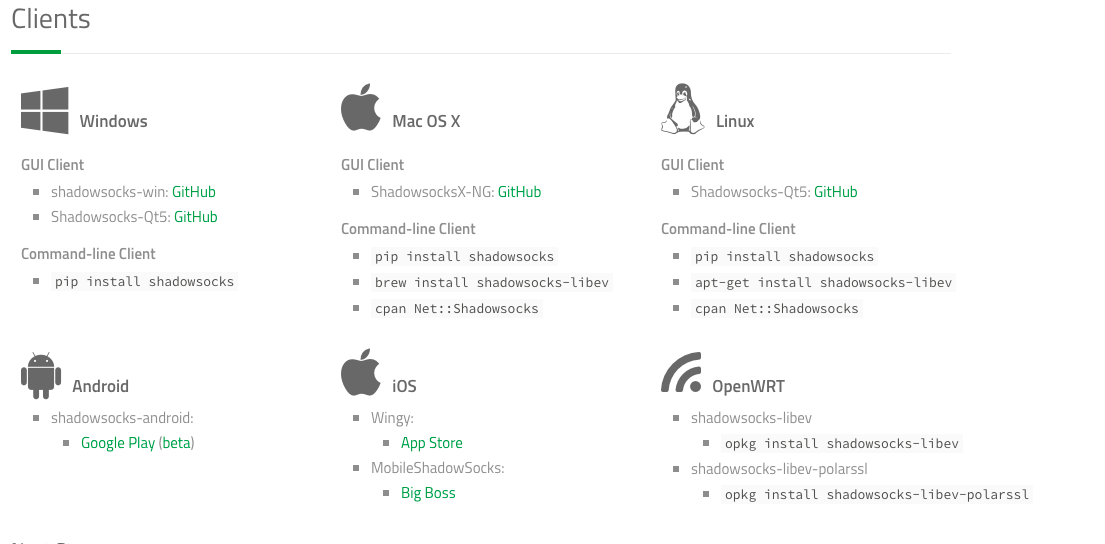 Clients
Windows
GUI Client
shadowsocks-win: GitHub
Shadowsocks-Qt5: GitHub
Command-line Client
pip install shadowsocks
Mac OS X
GUI Client
ShadowsocksX-NG: GitHub
Command-line Client
pip install shadowsocks
brew install shadowsocks-libev
cpan Net::Shadowsocks
Linux
GUI Client
Shadowsocks-Qt5: GitHub
Command-line Client
pip install shadowsocks
apt-get install shadowsocks-libev
cpan Net::Shadowsocks
Android
shadowsocks-android:
Google Play (beta)
iOS
Wingy:
App Store
MobileShadowSocks:
Big Boss
OpenWRT
shadowsocks-libev
opkg install shadowsocks-libev
shadowsocks-libev-polarssl
opkg install shadowsocks-libev-polarssl